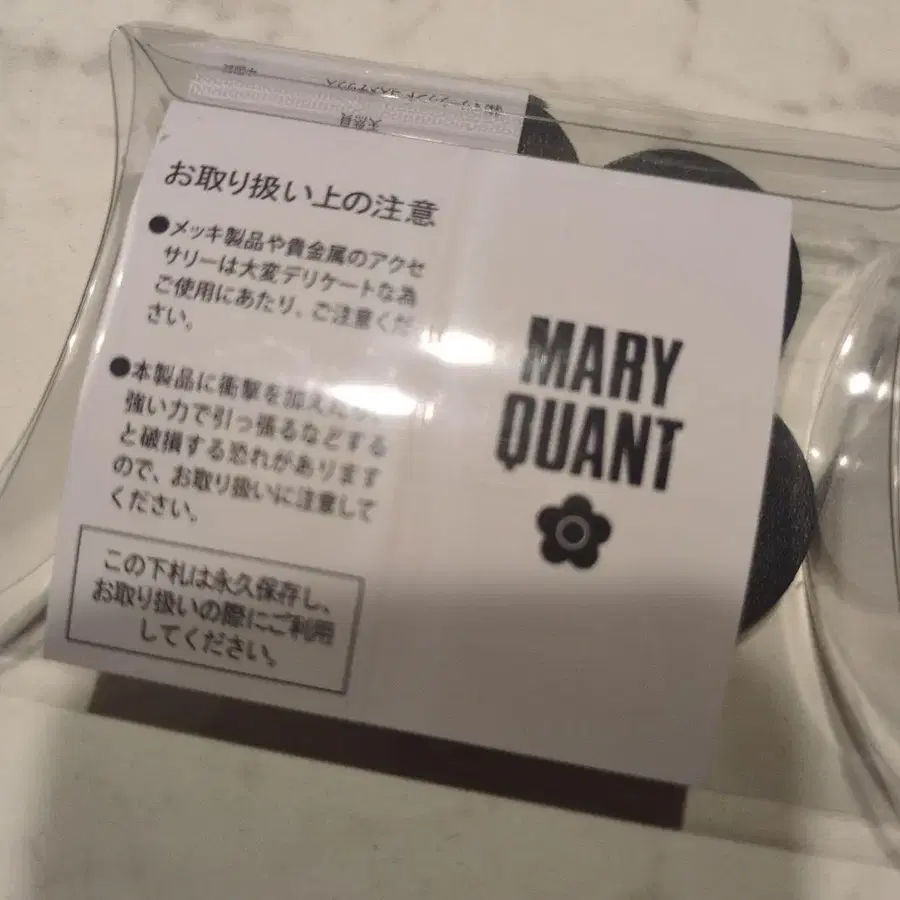 お取り扱い上の注意
●メッキ製品や貴金属のアクセ
サリーは大変デリケートな為
ご使用にあたり、ご注意くだ
さい。
●本製品に衝撃を加え
強い力で引っ張るなどする
と破損する恐れがあります
ので、お取り扱いに注意して
ください。
この下札は永久保存し、
お取り扱いの際にご利用
してください。
MARY
QUANT
天然貝
中国製